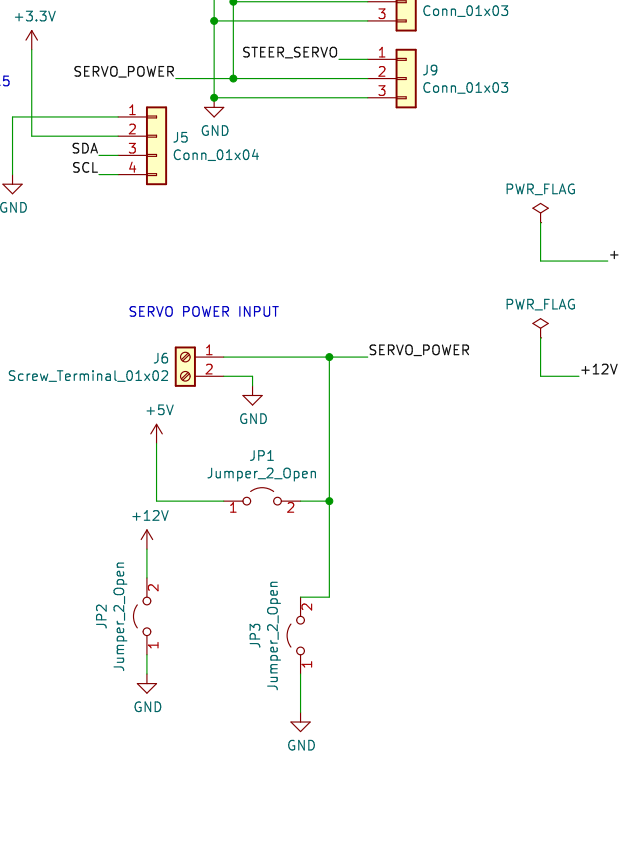 +3.3V
3
Conn_01x03
STEER_SERVO
1
SERVO_POWER
2
J9
Conn_01x03
3
GND
1
2
J5
SDA
3
Conn_01x04
SCL
4
GND
PWR_FLAG
+
SERVO POWER INPUT
PWR_FLAG
J6
1
SERVO_POWER
Screw_Terminal_01x02
2
+12V
GND
+5V
JP1
Jumper_2_Open
1
2
+12V
JP2
Jumper_2_Open
2
1
GND
JP3
Jumper_2_Open
2
1
GND